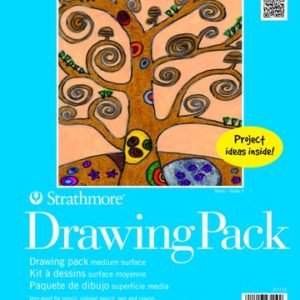 Project
ideas inside!
Strathmore®
Drawing Pack
Drawing pack medium surface
Kit à dessins surface moyenne
Paquete de dibujo superficie media